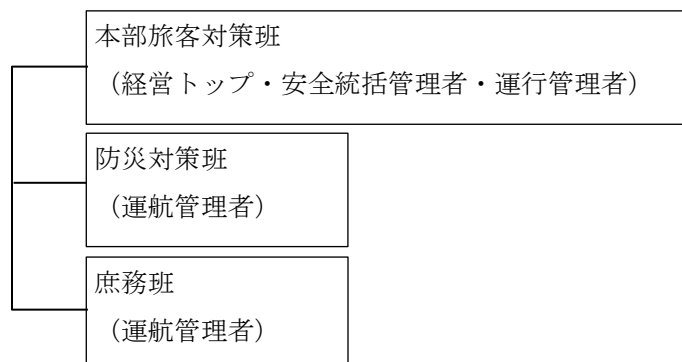 本部旅客対策班
（経営トップ・安全統括管理者・運行管理者）
防災対策班
（運航管理者）
庶務班
（運航管理者）